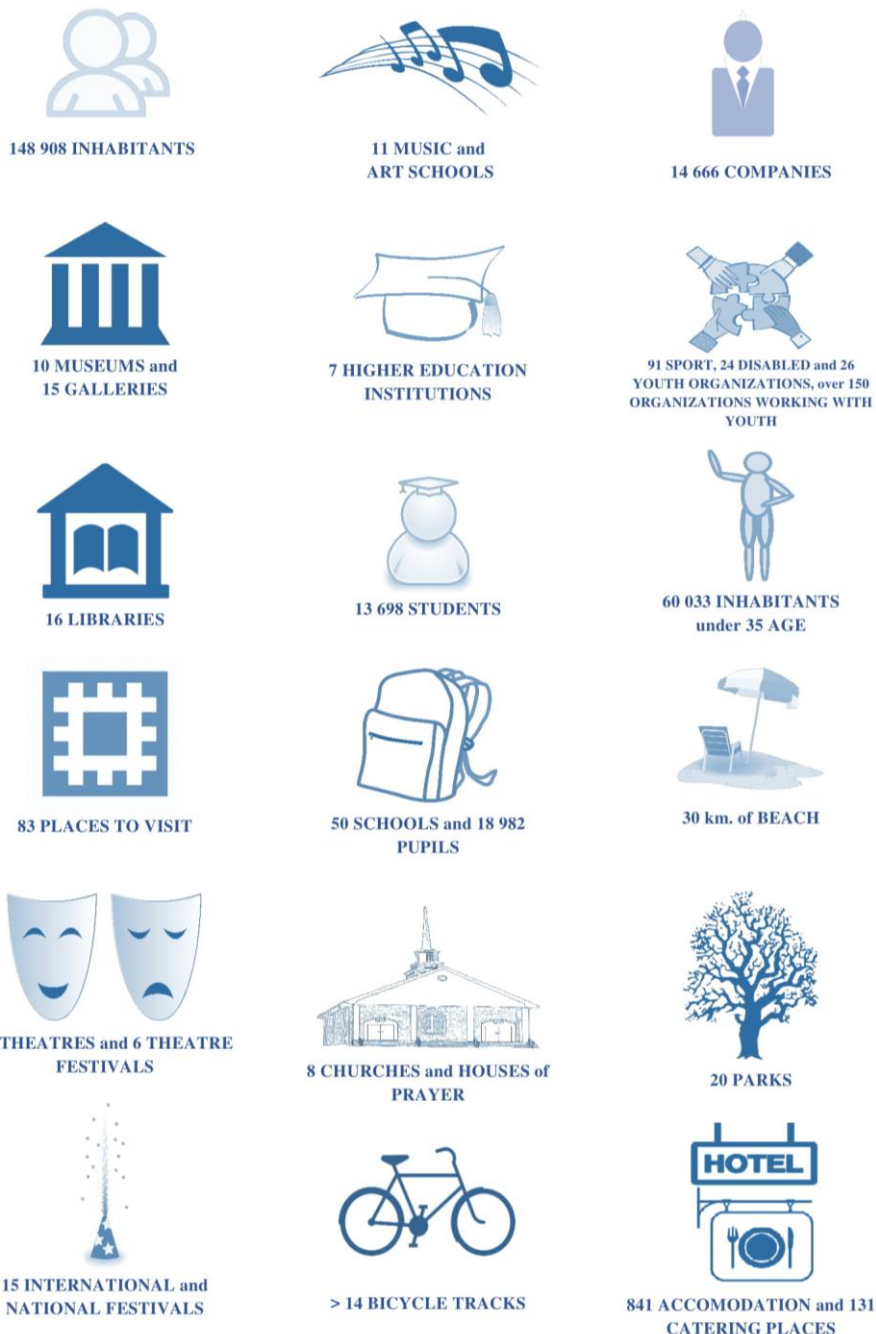 148 908 INHABITANTS
11 MUSIC and
ART SCHOOLS
14 666 COMPANIES
10 MUSEUMS and
15 GALLERIES
7 HIGHER EDUCATION
INSTITUTIONS
91 SPORT, 24 DISABLED and 26
YOUTH ORGANIZATIONS, over 150
ORGANIZATIONS WORKING WITH
YOUTH
16 LIBRARIES
13 698 STUDENTS
60 033 INHABITANTS
under 35 AGE
83 PLACES TO VISIT
50 SCHOOLS and 18 982
PUPILS
30 km. of BEACH
THEATRES and 6 THEATRE
FESTIVALS
8 CHURCHES and HOUSES of
PRAYER
20 PARKS
15 INTERNATIONAL and
NATIONAL FESTIVALS
> 14 BICYCLE TRACKS
HOTEL
841 ACCOMODATION and 131
CATERING PLACES